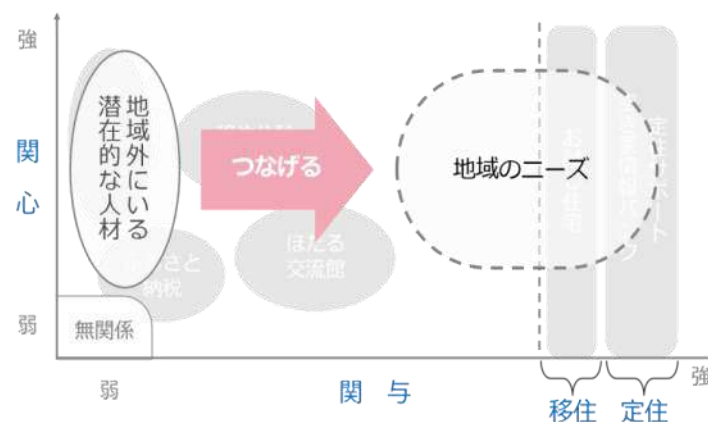 強
関
心
弱
地域外にいる
潜在的な人材
つなげる
地域のニーズ
ほたる
交流館
納税
無関係
弱
関 与
強
移住
定住